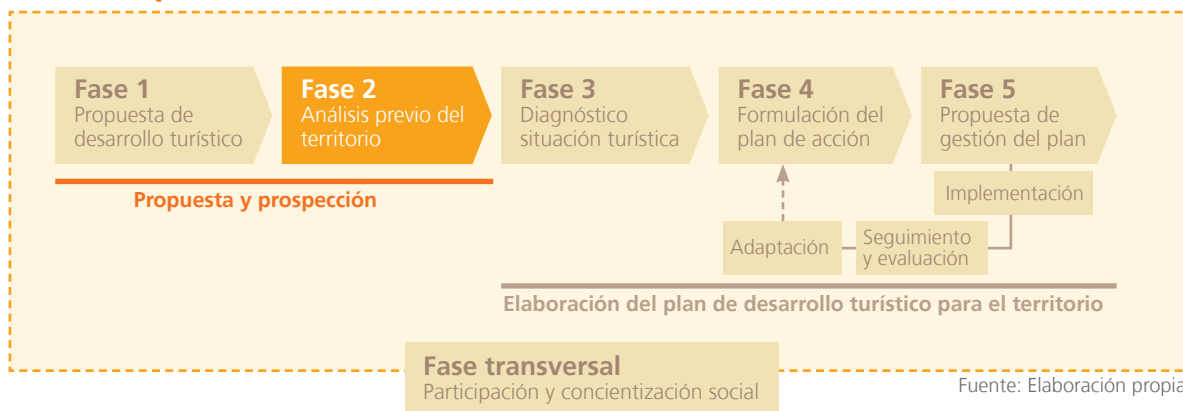 Fase 1
Propuesta de
desarrollo turístico
Fase 2
Análisis previo del
territorio
Fase 3
Diagnóstico
situación turística
Fase 4
Formulación del
plan de acción
Fase 5
Propuesta de
gestión del plan
Propuesta y prospección
Implementación
Adaptación
Seguimiento
y evaluación
Elaboración del plan de desarrollo turístico para el territorio
Fase transversal
Participación y concientización social
Fuente: Elaboración propia